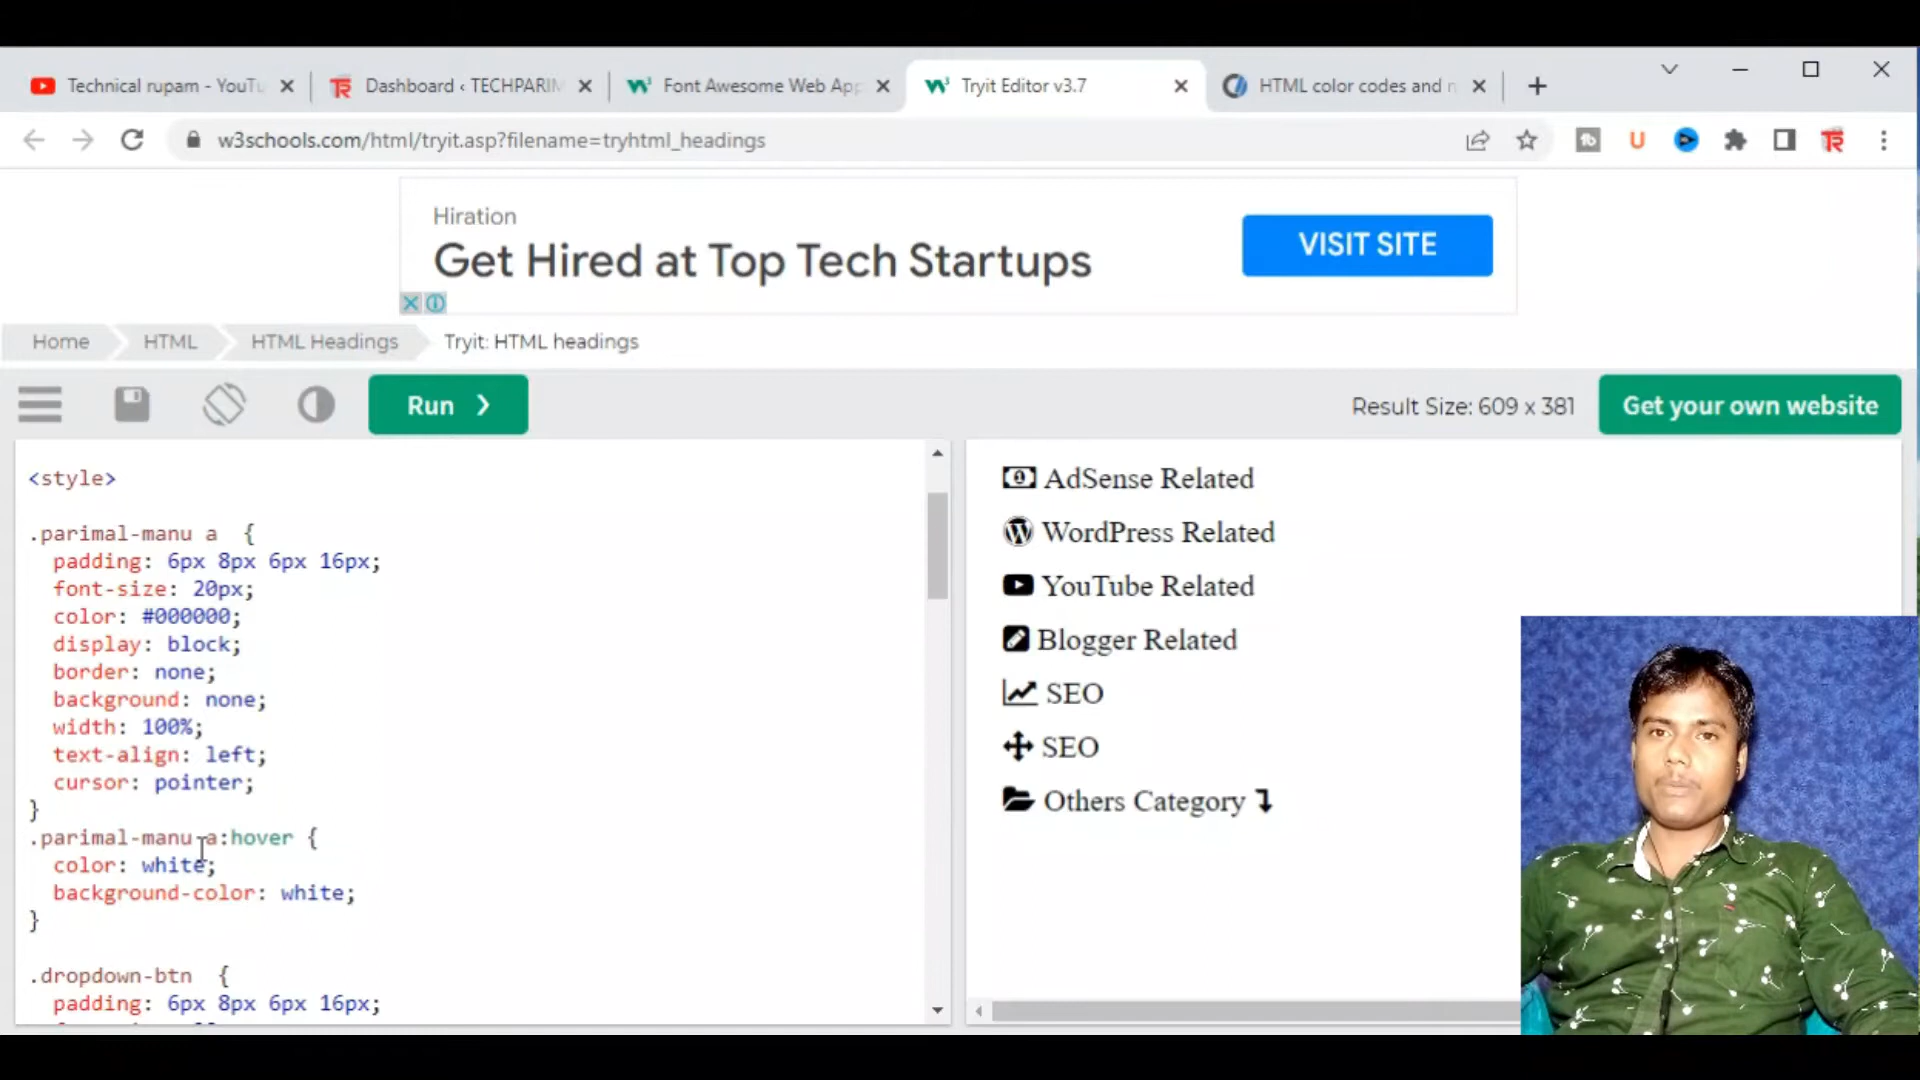 Technical rupam - YouTu
Dashboard ‹ TECHPARIM
Font Awesome Web App
Tryit Editor v3.7
HTML color codes and n
w3schools.com/html/tryit.asp?filename=tryhtml_headings
Hiration
Get Hired at Top Tech Startups
VISIT SITE
Home
HTML
HTML Headings
Tryit: HTML headings
Run ❯
Result Size: 609 x 381
Get your own website
<style>
.parimal-manu a  {
padding: 6px 8px 6px 16px;
font-size: 20px;
color: #000000;
display: block;
border: none;
background: none;
width: 100%;
text-align: left;
cursor: pointer;
}
.parimal-manu a:hover {
color: white;
background-color: white;
}
.dropdown-btn  {
padding: 6px 8px 6px 16px;
AdSense Related
WordPress Related
YouTube Related
Blogger Related
SEO
SEO
Others Category